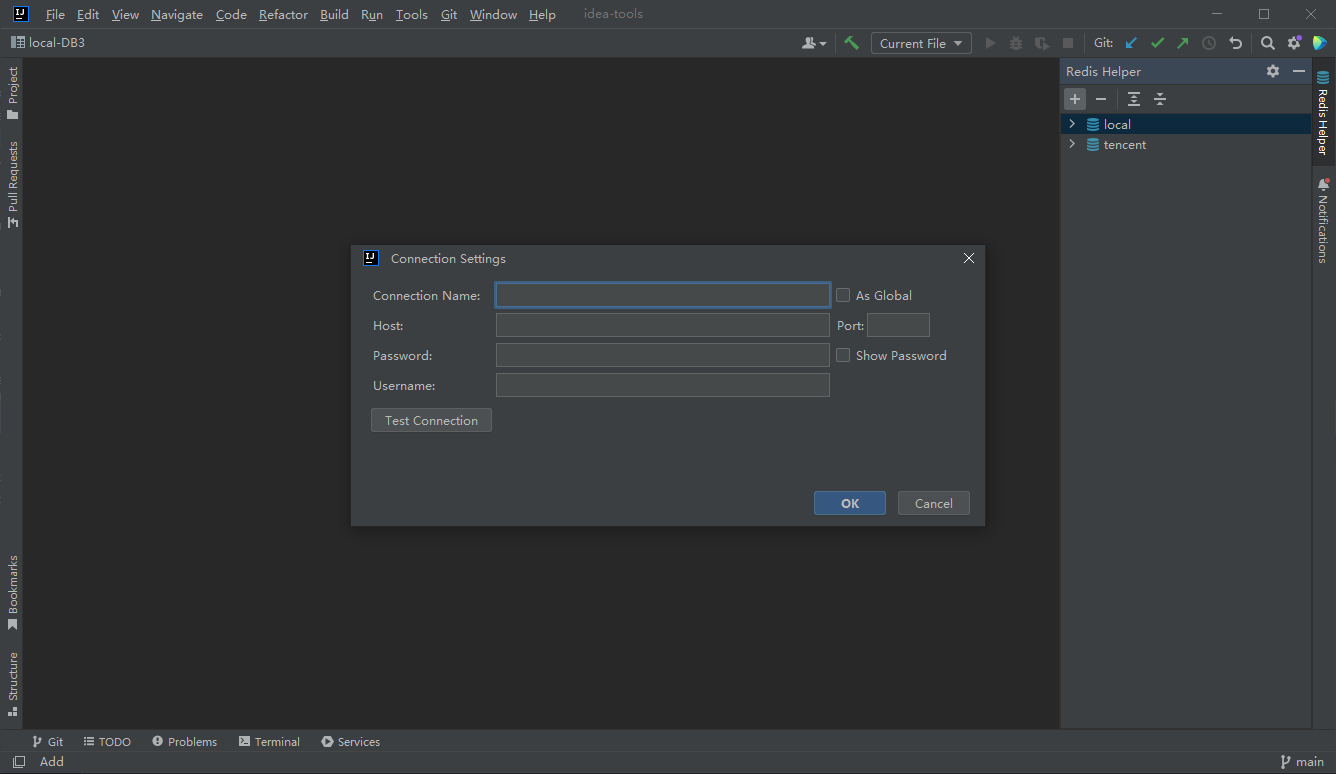 File Edit View Navigate Code Refactor Build Run Tools Git Window Help idea-tools
local-DB3 Current File Git:
Project
Pull Requests
Bookmarks
Structure
Connection Settings
Connection Name: As Global
Host: Port:
Password: Show Password
Username:
Test Connection
OK Cancel
Redis Helper
local
tencent
Redis Helper
Notifications
Git TODO Problems Terminal Services
Add main